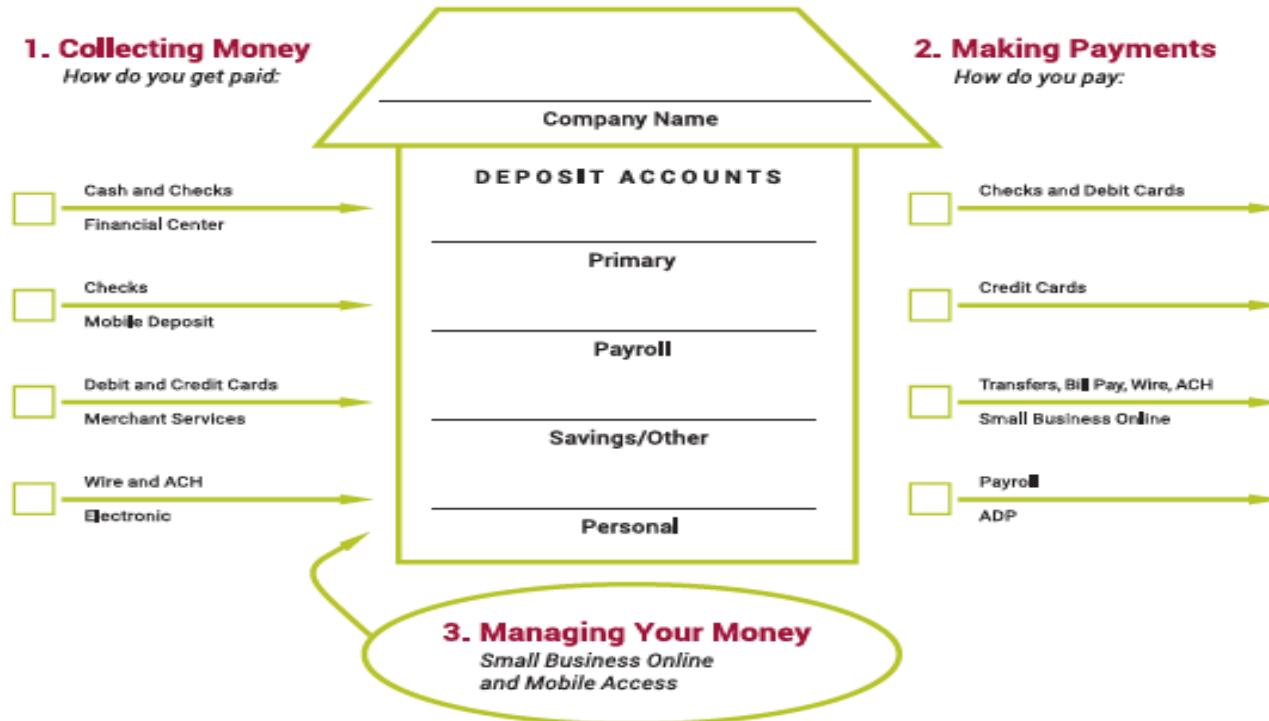 1. Collecting Money
How do you get paid:
Cash and Checks
Financial Center
Checks
Mobile Deposit
Debit and Credit Cards
Merchant Services
Wire and ACH
Electronic
Company Name
DEPOSIT ACCOUNTS
Primary
Payroll
Savings/Other
Personal
2. Making Payments
How do you pay:
Checks and Debit Cards
Credit Cards
Transfers, Bill Pay, Wire, ACH
Small Business Online
Payroll
ADP
3. Managing Your Money
Small Business Online
and Mobile Access